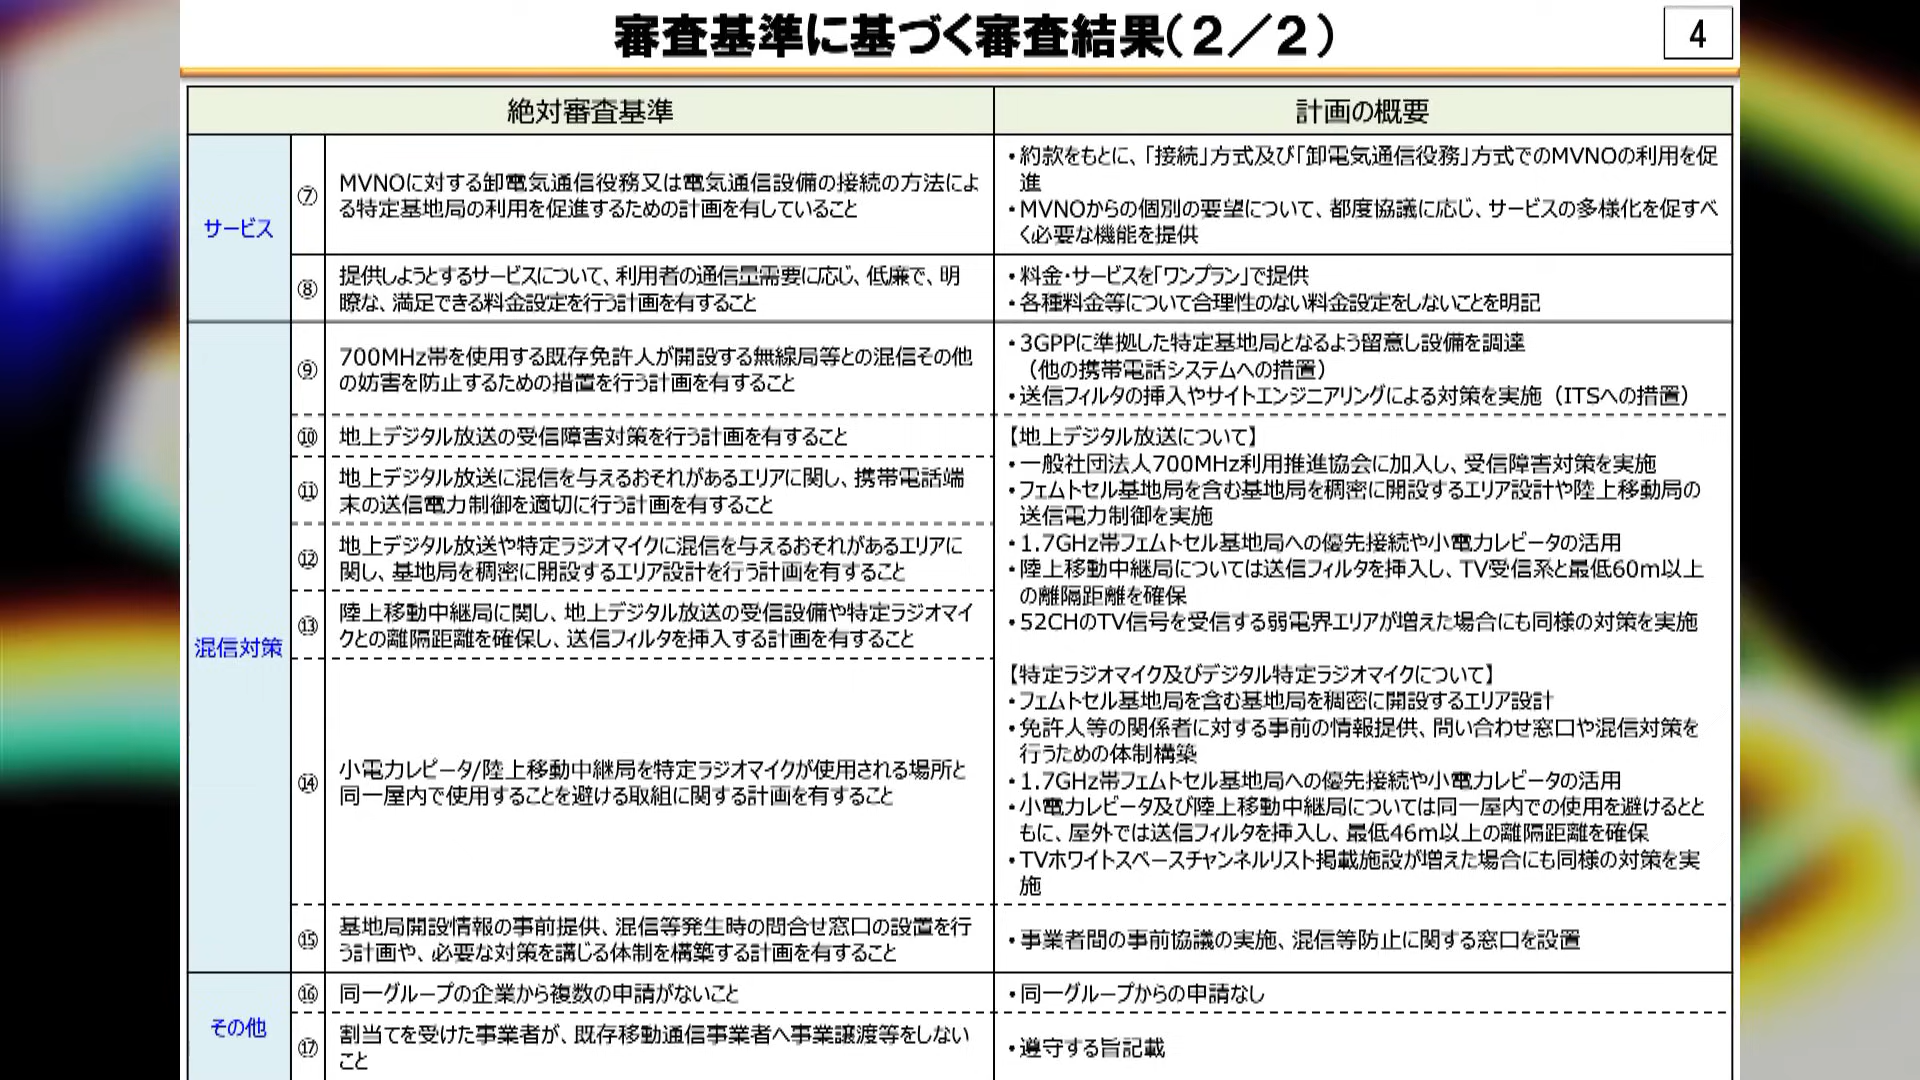 審査基準に基づく審査結果(２／２)
4
絶対審査基準
計画の概要
サービス
⑦
MVNOに対する卸電気通信役務又は電気通信設備の接続の方法によ
る特定基地局の利用を促進するための計画を有していること
・約款をもとに、「接続」方式及び「卸電気通信役務」方式でのMVNOの利用を促
進
・MVNOからの個別の要望について、都度協議に応じ、サービスの多様化を促すべ
く必要な機能を提供
⑧
提供しようとするサービスについて、利用者の通信量需要に応じ、低廉で、明
瞭な、満足できる料金設定を行う計画を有すること
・料金・サービスを「ワンプラン」で提供
・各種料金等について合理性のない料金設定をしないことを明記
混信対策
⑨
700MHz帯を使用する既存免許人が開設する無線局等との混信その他
の妨害を防止するための措置を行う計画を有すること
・3GPPに準拠した特定基地局となるよう留意し設備を調達
（他の携帯電話システムへの措置）
・送信フィルタの挿入やサイトエンジニアリングによる対策を実施（ITSへの措置）
⑩
地上デジタル放送の受信障害対策を行う計画を有すること
⑪
地上デジタル放送に混信を与えるおそれがあるエリアに関し、携帯電話端
末の送信電力制御を適切に行う計画を有すること
⑫
地上デジタル放送や特定ラジオマイクに混信を与えるおそれがあるエリアに
関し、基地局を稠密に開設するエリア設計を行う計画を有すること
⑬
陸上移動中継局に関し、地上デジタル放送の受信設備や特定ラジオマイ
クとの離隔距離を確保し、送信フィルタを挿入する計画を有すること
⑭
小電力レピータ/陸上移動中継局を特定ラジオマイクが使用される場所と
同一屋内で使用することを避ける取組に関する計画を有すること
【地上デジタル放送について】
・一般社団法人700MHz利用推進協会に加入し、受信障害対策を実施
・フェムトセル基地局を含む基地局を稠密に開設するエリア設計や陸上移動局の
送信電力制御を実施
・1.7GHz帯フェムトセル基地局への優先接続や小電力レピータの活用
・陸上移動中継局については送信フィルタを挿入し、TV受信系と最低60m以上
の離隔距離を確保
・52CHのTV信号を受信する弱電界エリアが増えた場合にも同様の対策を実施
【特定ラジオマイク及びデジタル特定ラジオマイクについて】
・フェムトセル基地局を含む基地局を稠密に開設するエリア設計
・免許人等の関係者に対する事前の情報提供、問い合わせ窓口や混信対策を
行うための体制構築
・1.7GHz帯フェムトセル基地局への優先接続や小電力レピータの活用
・小電力レピータ及び陸上移動中継局については同一屋内での使用を避けるとと
もに、屋外では送信フィルタを挿入し、最低46m以上の離隔距離を確保
・TVホワイトスペースチャンネルリスト掲載施設が増えた場合にも同様の対策を実
施
⑮
基地局開設情報の事前提供、混信等発生時の問合せ窓口の設置を行
う計画や、必要な対策を講じる体制を構築する計画を有すること
・事業者間の事前協議の実施、混信等防止に関する窓口を設置
その他
⑯
同一グループの企業から複数の申請がないこと
・同一グループからの申請なし
⑰
割当てを受けた事業者が、既存移動通信事業者へ事業譲渡等をしない
こと
・遵守する旨記載